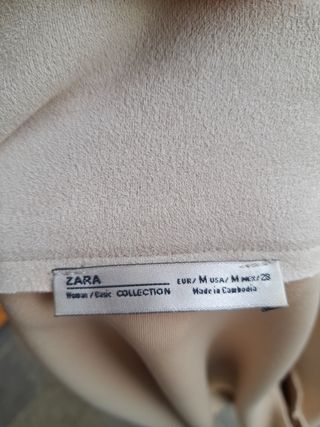 ZARA
Woman / Basic COLLECTION
EUR/ M USA/ M MEX/ 28
Made in Cambodia